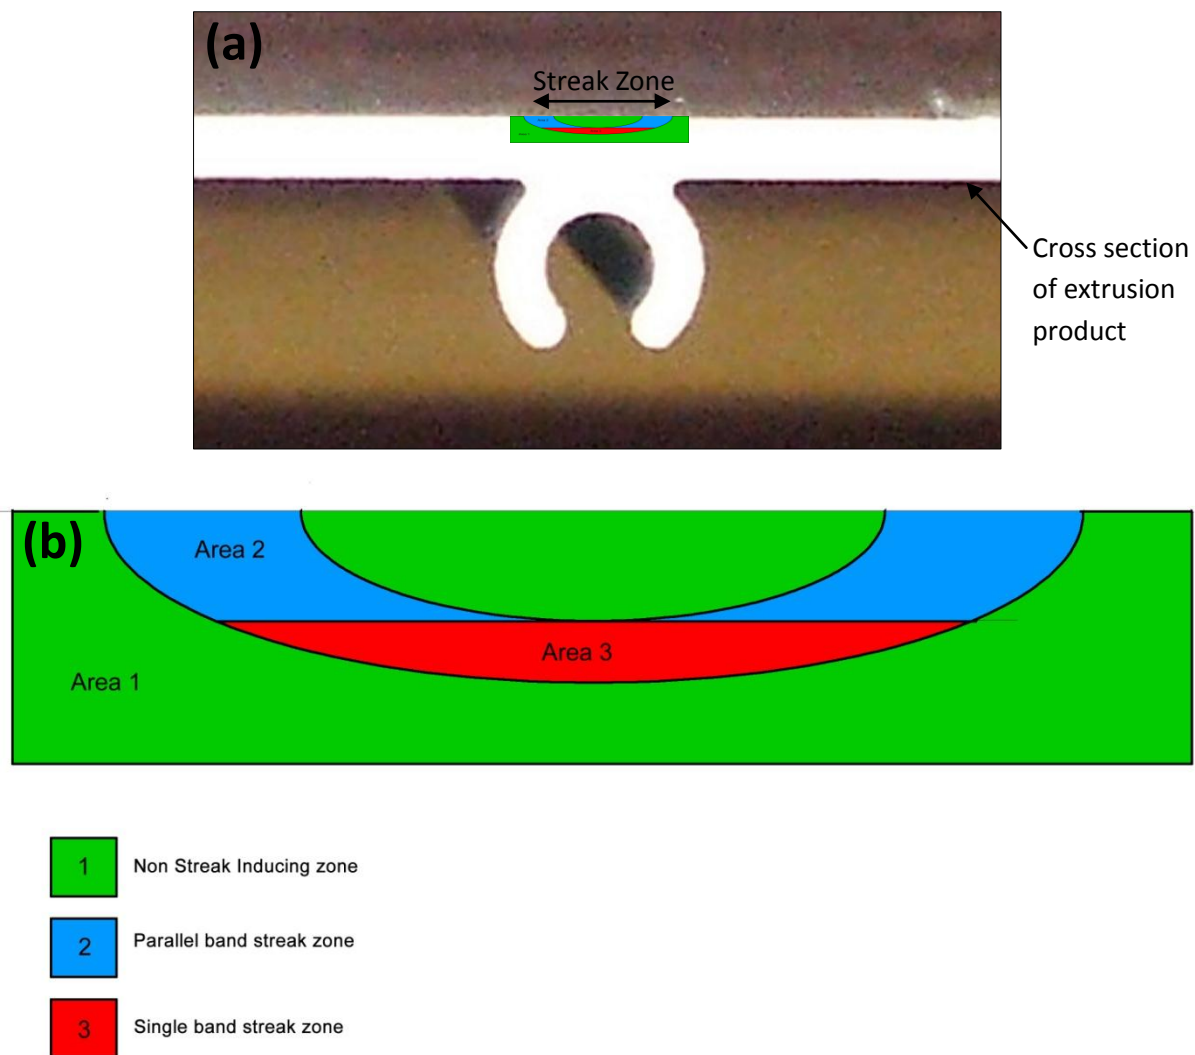 (a)
Streak Zone
Cross section
of extrusion
product
(b)
Area 2
Area 3
Area 1
1 Non Streak Inducing zone
2 Parallel band streak zone
3 Single band streak zone